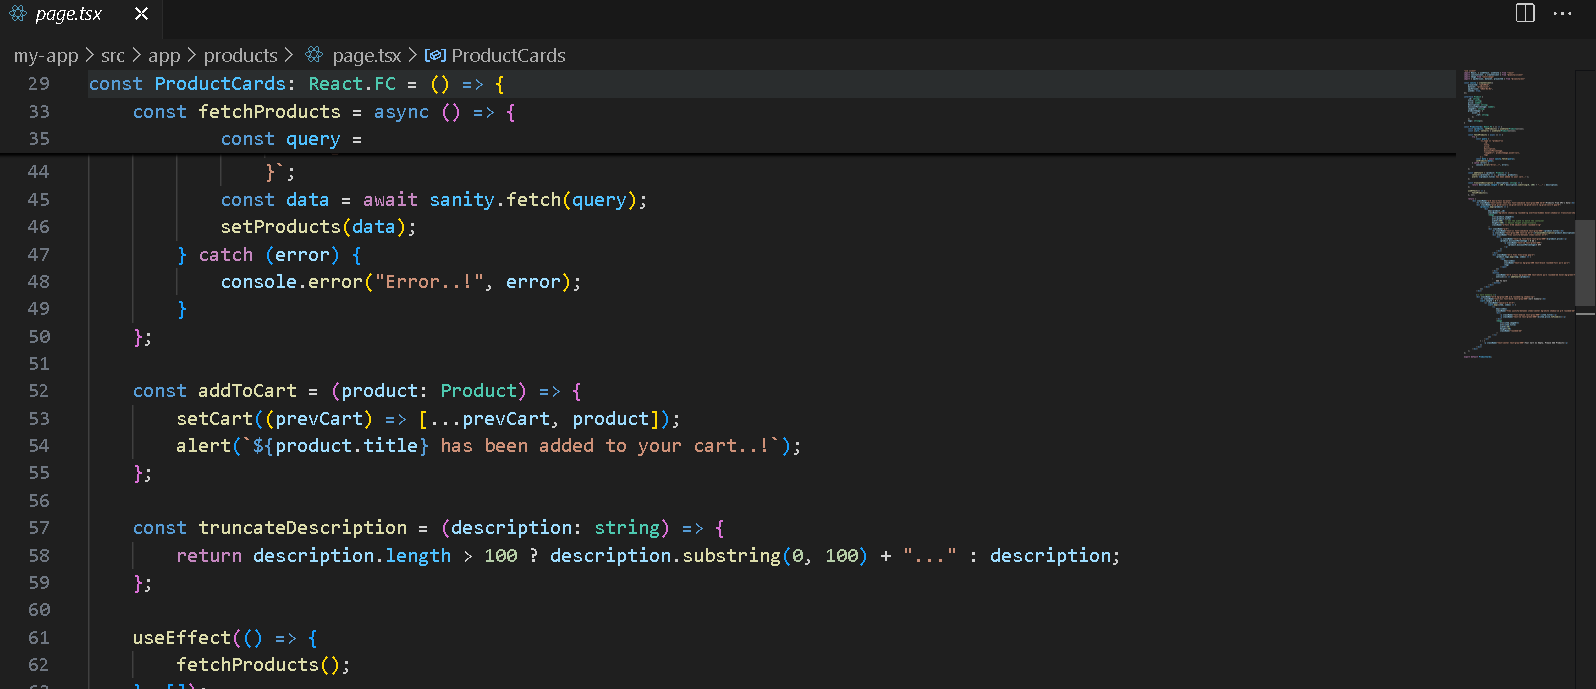 page.tsx
my-app > src > app > products > page.tsx > ProductCards
29 const ProductCards: React.FC = () => {
33 const fetchProducts = async () => {
35 const query =
44 }`;
45 const data = await sanity.fetch(query);
46 setProducts(data);
47 } catch (error) {
48 console.error("Error..!", error);
49 }
50 };
51
52 const addToCart = (product: Product) => {
53 setCart((prevCart) => [...prevCart, product]);
54 alert(`${product.title} has been added to your cart..!`);
55 };
56
57 const truncateDescription = (description: string) => {
58 return description.length > 100 ? description.substring(0, 100) + "..." : description;
59 };
60
61 useEffect(() => {
62 fetchProducts();